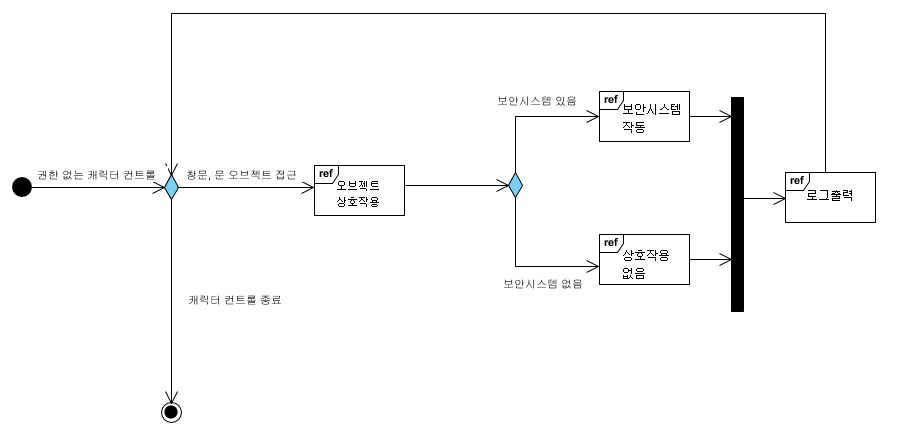 권한 없는 캐릭터 컨트롤
창문, 문 오브젝트 접근
ref
오브젝트
상호작용
보안시스템 있음
ref
보안시스템
작동
보안시스템 없음
ref
상호작용
없음
ref
로그출력
캐릭터 컨트롤 종료